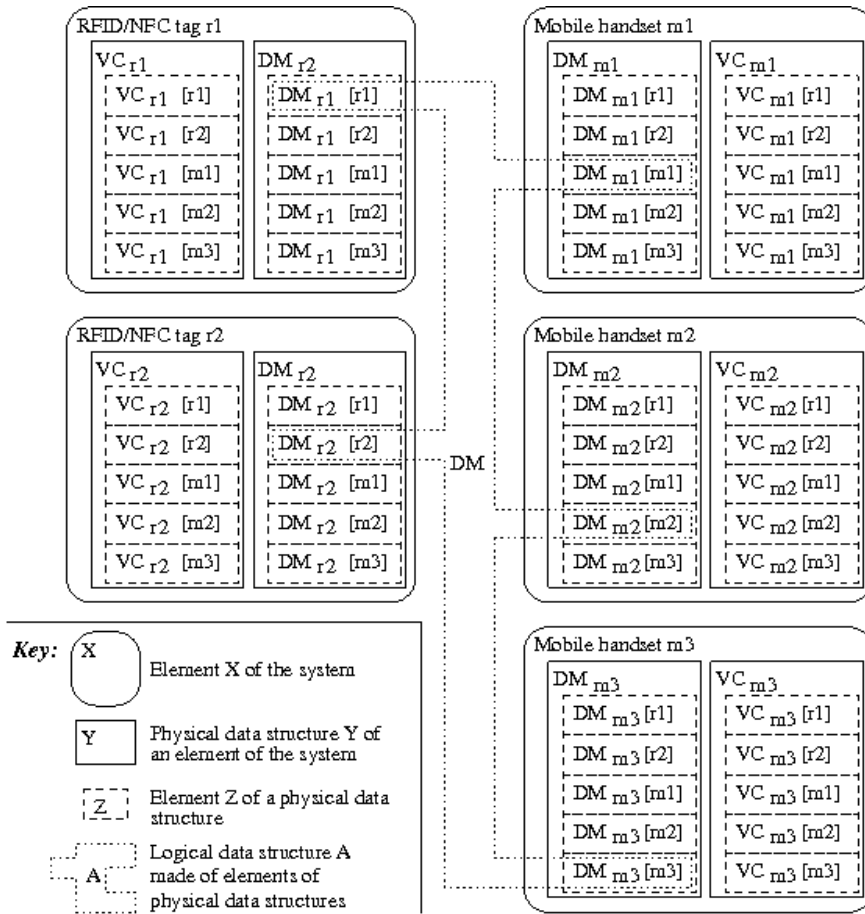 RFID/NFC tag r1
VC r1
VC r1 [r1]
VC r1 [r2]
VC r1 [m1]
VC r1 [m2]
VC r1 [m3]
DM r2
DM r1 [r1]
DM r1 [r2]
DM r1 [m1]
DM r1 [m2]
DM r1 [m3]
Mobile handset m1
DM m1
DM m1 [r1]
DM m1 [r2]
DM m1 [m1]
DM m1 [m2]
DM m1 [m3]
VC m1
VC m1 [r1]
VC m1 [r2]
VC m1 [m1]
VC m1 [m2]
VC m1 [m3]
RFID/NFC tag r2
VC r2
VC r2 [r1]
VC r2 [r2]
VC r2 [m1]
VC r2 [m2]
VC r2 [m3]
DM r2
DM r2 [r1]
DM r2 [r2]
DM r2 [m1]
DM r2 [m2]
DM r2 [m3]
DM
Mobile handset m2
DM m2
DM m2 [r1]
DM m2 [r2]
DM m2 [m1]
DM m2 [m2]
DM m2 [m3]
VC m2
VC m2 [r1]
VC m2 [r2]
VC m2 [m1]
VC m2 [m2]
VC m2 [m3]
Mobile handset m3
DM m3
DM m3 [r1]
DM m3 [r2]
DM m3 [m1]
DM m3 [m2]
DM m3 [m3]
VC m3
VC m3 [r1]
VC m3 [r2]
VC m3 [m1]
VC m3 [m2]
VC m3 [m3]
Key:
X
Element X of the system
Y
Physical data structure Y of
an element of the system
Z
Element Z of a physical data
structure
A
Logical data structure A
made of elements of
physical data structures